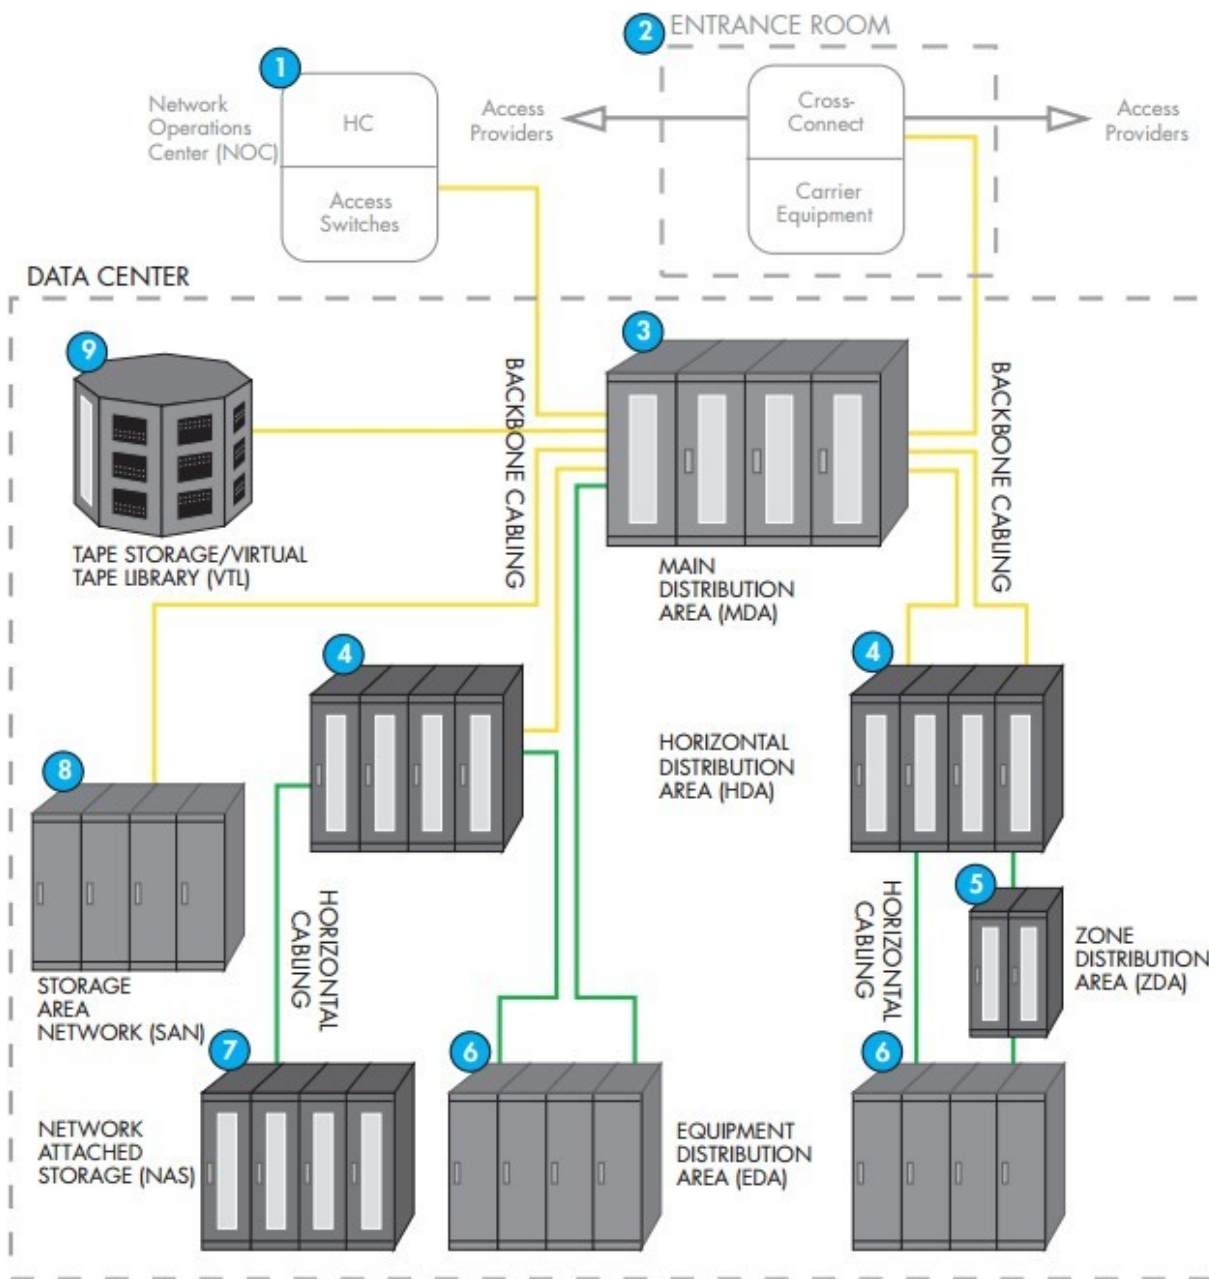 2
ENTRANCE ROOM
1
Network
Operations
Center (NOC)
HC
Access
Switches
Access
Providers
Cross-
Connect
Carrier
Equipment
Access
Providers
DATA CENTER
9
TAPE STORAGE/VIRTUAL
TAPE LIBRARY (VTL)
BACKBONE CABLING
3
MAIN
DISTRIBUTION
AREA (MDA)
BACKBONE CABLING
4
4
HORIZONTAL
DISTRIBUTION
AREA (HDA)
8
STORAGE
AREA
NETWORK (SAN)
HORIZONTAL
CABLING
HORIZONTAL
CABLING
5
ZONE
DISTRIBUTION
AREA (ZDA)
7
NETWORK
ATTACHED
STORAGE (NAS)
6
EQUIPMENT
DISTRIBUTION
AREA (EDA)
6